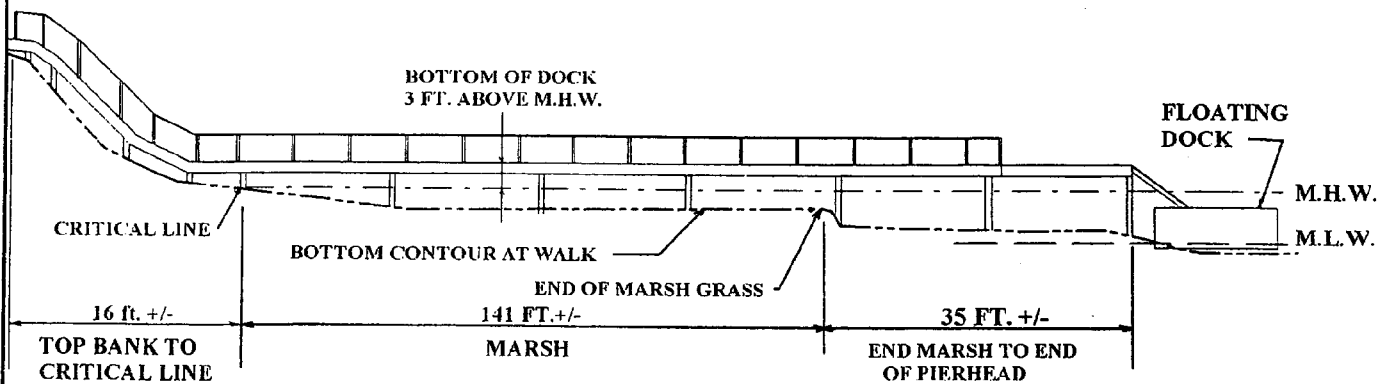 BOTTOM OF DOCK
3 FT. ABOVE M.H.W.
FLOATING
DOCK
M.H.W.
CRITICAL LINE
BOTTOM CONTOUR AT WALK
M.L.W.
END OF MARSH GRASS
16 ft. +/-
141 FT.+/-
35 FT. +/-
TOP BANK TO
CRITICAL LINE
MARSH
END MARSH TO END
OF PIERHEAD